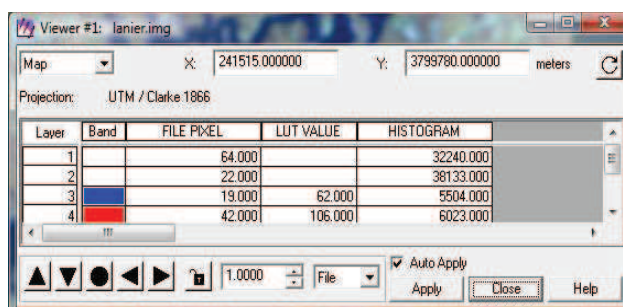 Viewer #1: lanier.img
Map X: 241515.000000 Y: 3799780.000000 meters
Projection: UTM / Clarke 1866
Layer Band FILE PIXEL LUT VALUE HISTOGRAM
1 64.000 32240.000
2 22.000 38133.000
3 19.000 62.000 5504.000
4 42.000 106.000 6023.000
1.0000 File Auto Apply
Apply Close Help